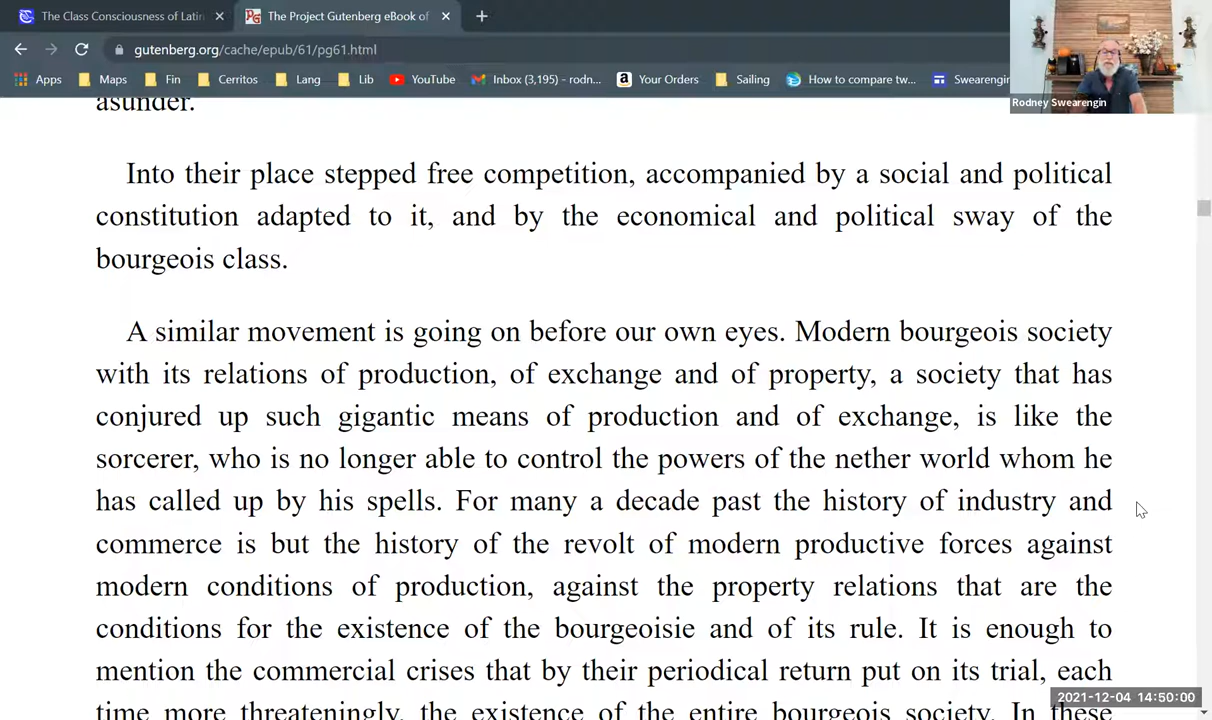 The Class Consciousness of Latin
The Project Gutenberg eBook of
gutenberg.org/cache/epub/61/pg61.html
Apps Maps Fin Cerritos Lang Lib YouTube Inbox (3,195) – rodn... Your Orders Sailing How to compare tw... Swearengin
Rodney Swearengin
asunder.
Into their place stepped free competition, accompanied by a social and political
constitution adapted to it, and by the economical and political sway of the
bourgeois class.
A similar movement is going on before our own eyes. Modern bourgeois society
with its relations of production, of exchange and of property, a society that has
conjured up such gigantic means of production and of exchange, is like the
sorcerer, who is no longer able to control the powers of the nether world whom he
has called up by his spells. For many a decade past the history of industry and
commerce is but the history of the revolt of modern productive forces against
modern conditions of production, against the property relations that are the
conditions for the existence of the bourgeoisie and of its rule. It is enough to
mention the commercial crises that by their periodical return put on its trial, each
time more threateningly, the existence of the entire bourgeois society. In these
2021-12-04 14:50:00